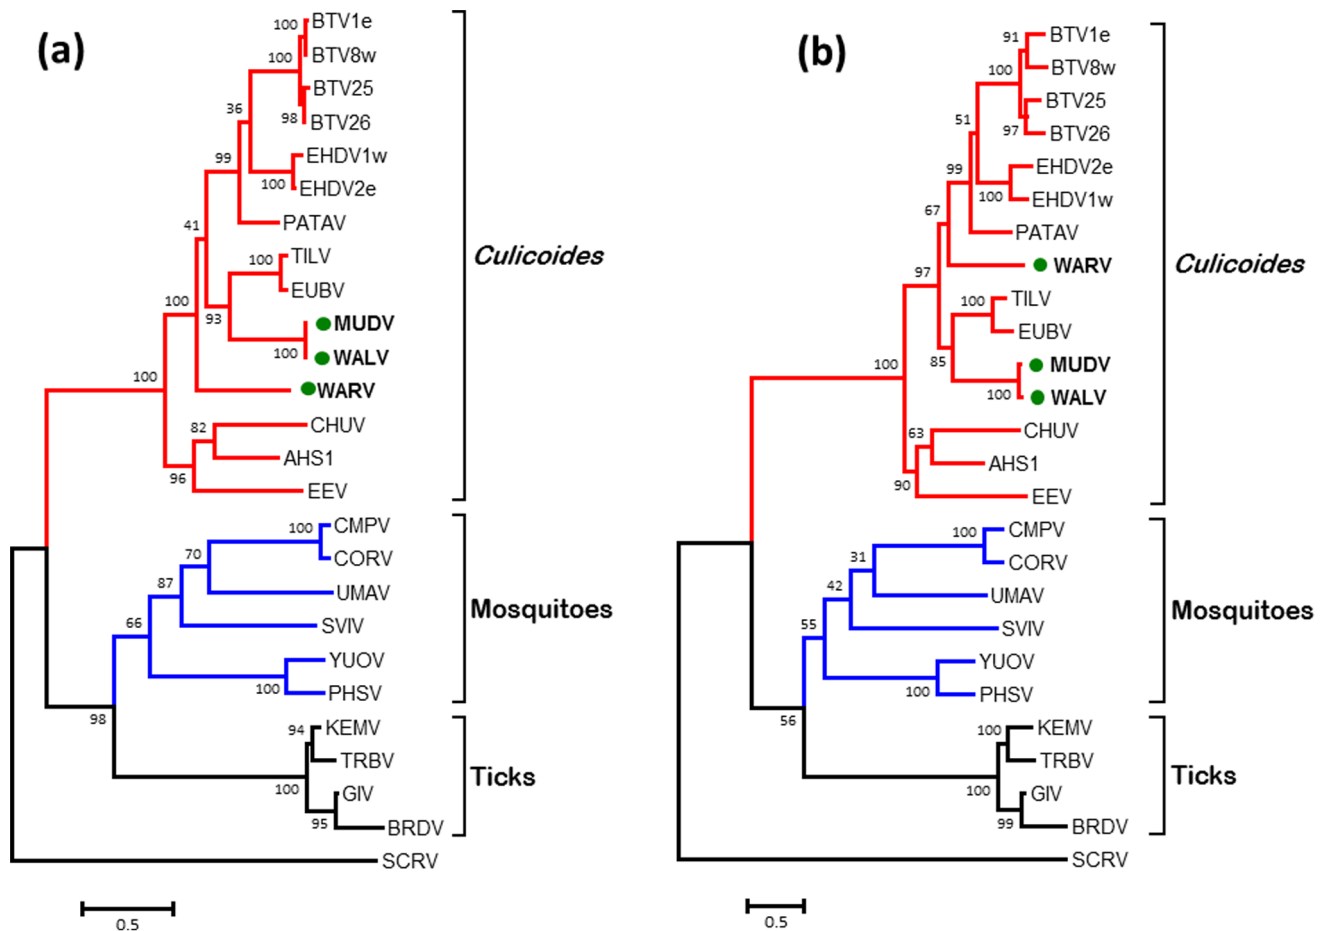 (a)
100
BTV1e
BTV8w
100
BTV25
98
BTV26
36
EHDV1w
99
100
EHDV2e
PATAV
41
TILV
100
EUBV
Culicoides
100
93
MUDV
100
WALV
100
WARV
82
CHUV
AHS1
96
EEV
100
CMPV
CORV
70
87
UMAV
Mosquitoes
66
SVIV
YUOV
100
PHSV
98
94
KEMV
TRBV
Ticks
100
GIV
95
BRDV
SCRV
0.5
(b)
91
BTV1e
BTV8w
100
BTV25
97
BTV26
51
EHDV2e
99
100
EHDV1w
67
PATAV
WARV
Culicoides
97
100
TILV
EUBV
85
MUDV
100
WALV
100
63
CHUV
AHS1
90
EEV
100
CMPV
CORV
31
42
UMAV
Mosquitoes
55
SVIV
YUOV
100
PHSV
56
100
KEMV
TRBV
Ticks
100
GIV
99
BRDV
SCRV
0.5